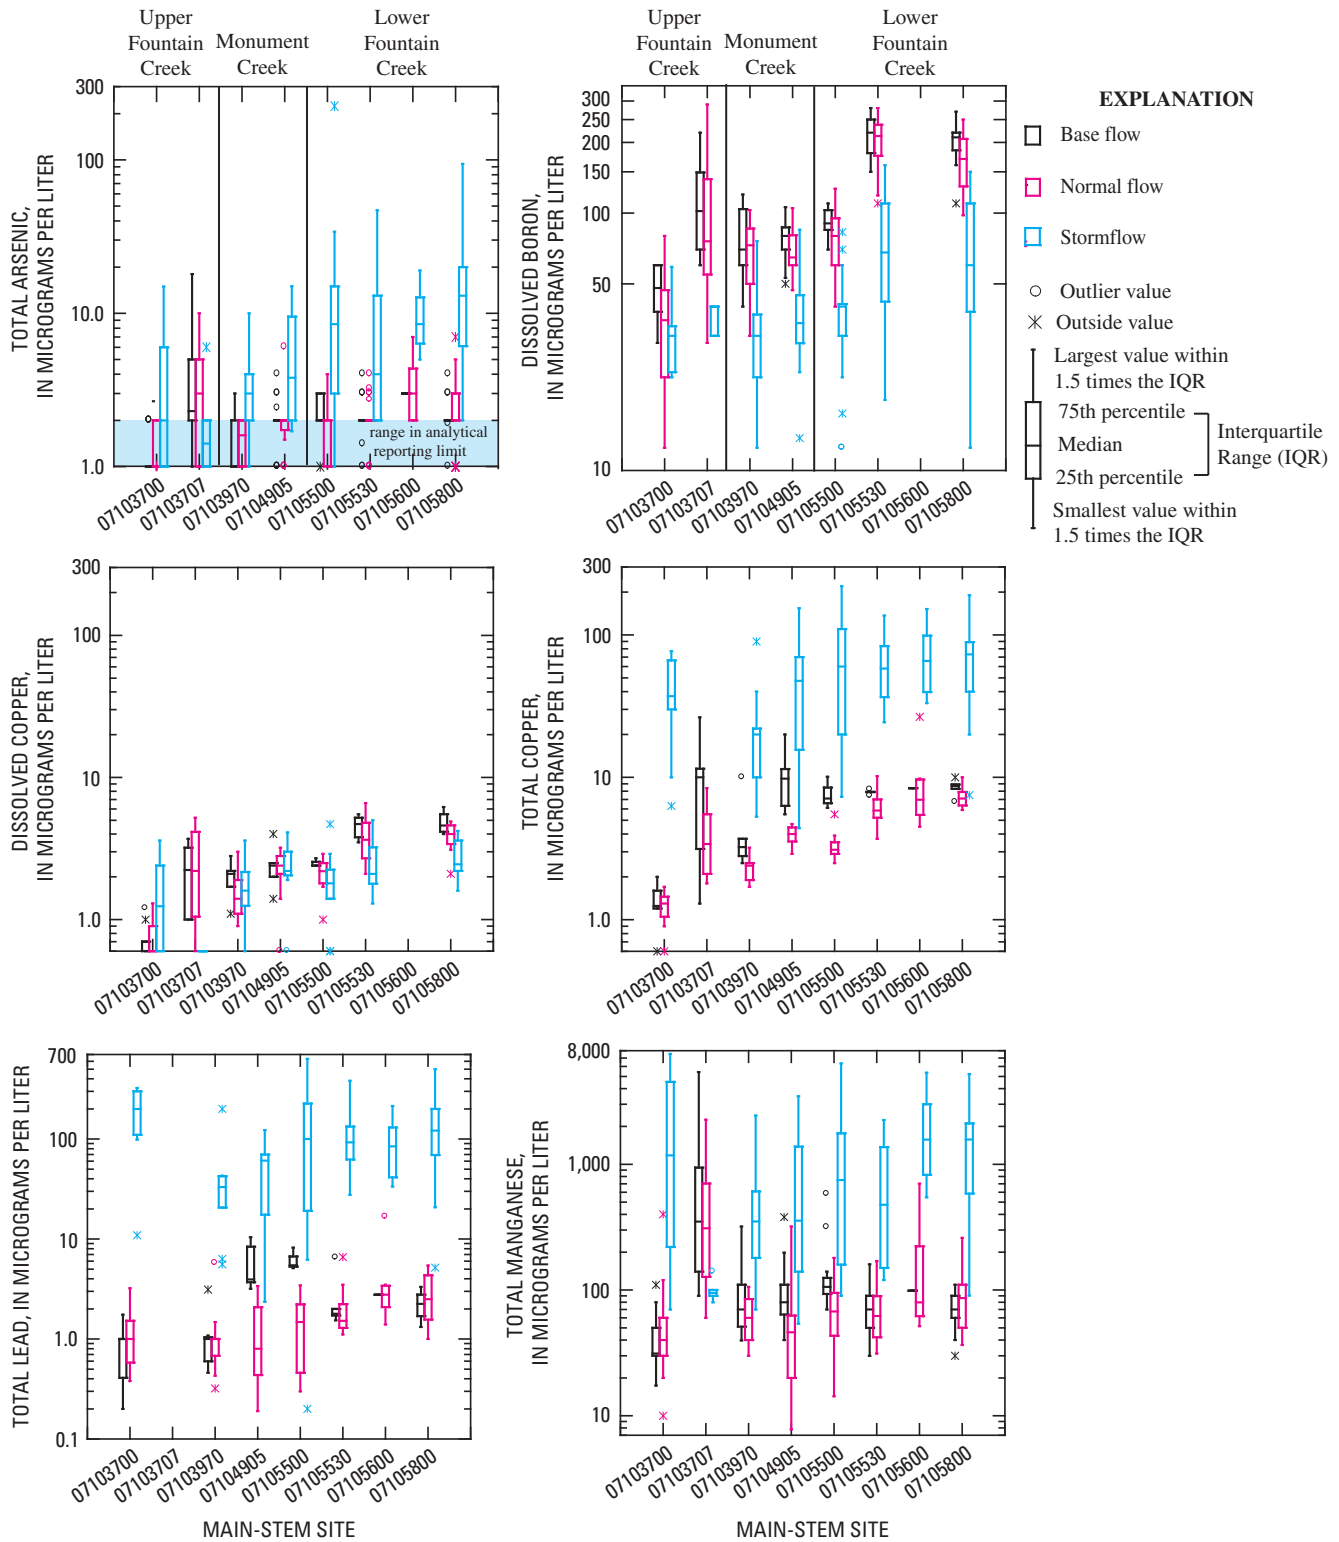 Upper
Fountain
Creek
Monument
Creek
Lower
Fountain
Creek
TOTAL ARSENIC,
IN MICROGRAMS PER LITER
300
100
10.0
1.0
range in analytical
reporting limit
07103700
07103707
07103970
07104905
07105500
07105530
07105600
07105800
Upper
Fountain
Creek
Monument
Creek
Lower
Fountain
Creek
DISSOLVED BORON,
IN MICROGRAMS PER LITER
300
250
200
150
100
50
10
07103700
07103707
07103970
07104905
07105500
07105530
07105600
07105800
EXPLANATION
Base flow
Normal flow
Stormflow
Outlier value
Outside value
Largest value within
1.5 times the IQR
75th percentile
Median
25th percentile
Interquartile
Range (IQR)
Smallest value within
1.5 times the IQR
DISSOLVED COPPER,
IN MICROGRAMS PER LITER
300
100
10
1.0
07103700
07103707
07103970
07104905
07105500
07105530
07105600
07105800
TOTAL COPPER,
IN MICROGRAMS PER LITER
300
100
10
1.0
07103700
07103707
07103970
07104905
07105500
07105530
07105600
07105800
TOTAL LEAD, IN MICROGRAMS PER LITER
700
100
10
1.0
0.1
07103700
07103707
07103970
07104905
07105500
07105530
07105600
07105800
MAIN-STEM SITE
TOTAL MANGANESE,
IN MICROGRAMS PER LITER
8,000
1,000
100
10
07103700
07103707
07103970
07104905
07105500
07105530
07105600
07105800
MAIN-STEM SITE